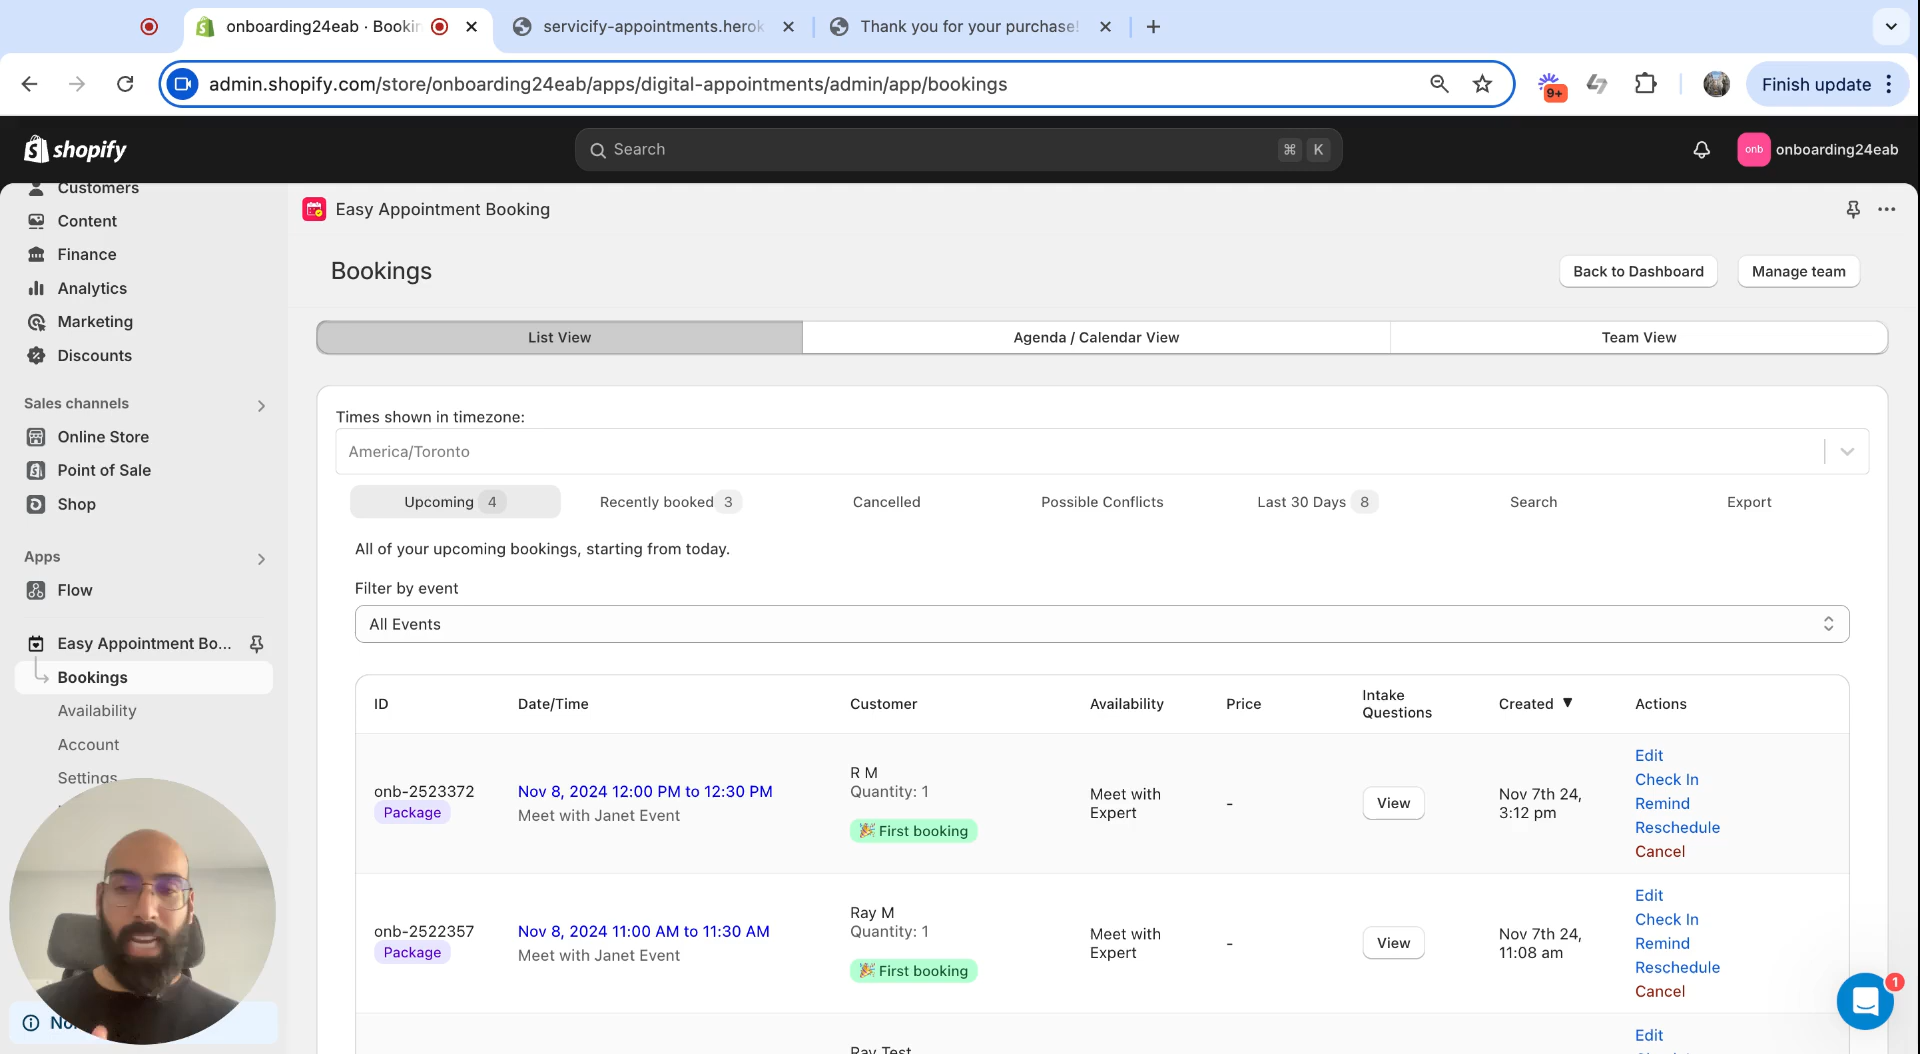 onboarding24eab · Bookin
servicify-appointments.herok
Thank you for your purchase!
admin.shopify.com/store/onboarding24eab/apps/digital-appointments/admin/app/bookings
9+
Finish update
shopify
Search
⌘ K
onb
onboarding24eab
Customers
Content
Finance
Analytics
Marketing
Discounts
Sales channels
Online Store
Point of Sale
Shop
Apps
Flow
Easy Appointment Bo...
Bookings
Availability
Account
Settings
Easy Appointment Booking
Bookings
Back to Dashboard
Manage team
List View
Agenda / Calendar View
Team View
Times shown in timezone:
America/Toronto
Upcoming 4
Recently booked 3
Cancelled
Possible Conflicts
Last 30 Days 8
Search
Export
All of your upcoming bookings, starting from today.
Filter by event
All Events
ID
Date/Time
Customer
Availability
Price
Intake
Questions
Created ▼
Actions
onb-2523372
Package
Nov 8, 2024 12:00 PM to 12:30 PM
Meet with Janet Event
R M
Quantity: 1
🎉 First booking
Meet with
Expert
-
View
Nov 7th 24,
3:12 pm
Edit
Check In
Remind
Reschedule
Cancel
onb-2522357
Package
Nov 8, 2024 11:00 AM to 11:30 AM
Meet with Janet Event
Ray M
Quantity: 1
🎉 First booking
Meet with
Expert
-
View
Nov 7th 24,
11:08 am
Edit
Check In
Remind
Reschedule
Cancel
Ray Test
Edit
1